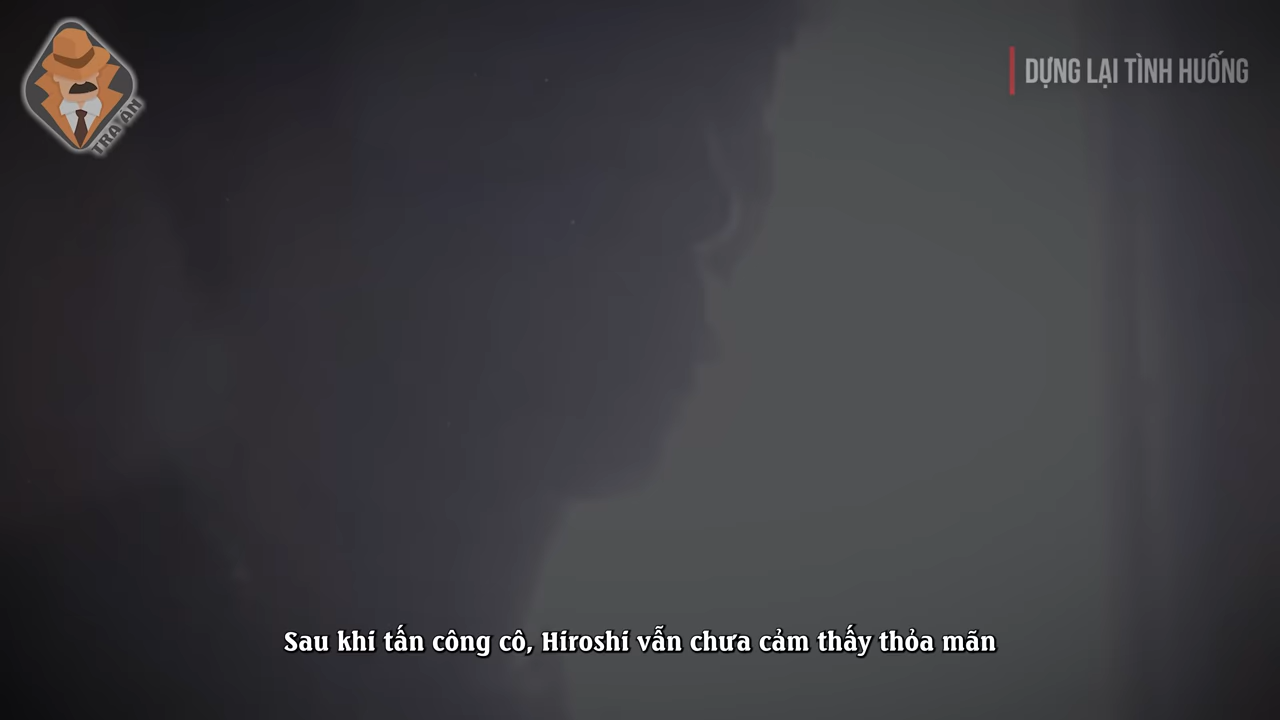 TRA ÁN
DỰNG LẠI TÌNH HUỐNG
Sau khi tấn công cô, Hiroshi vẫn chưa cảm thấy thỏa mãn